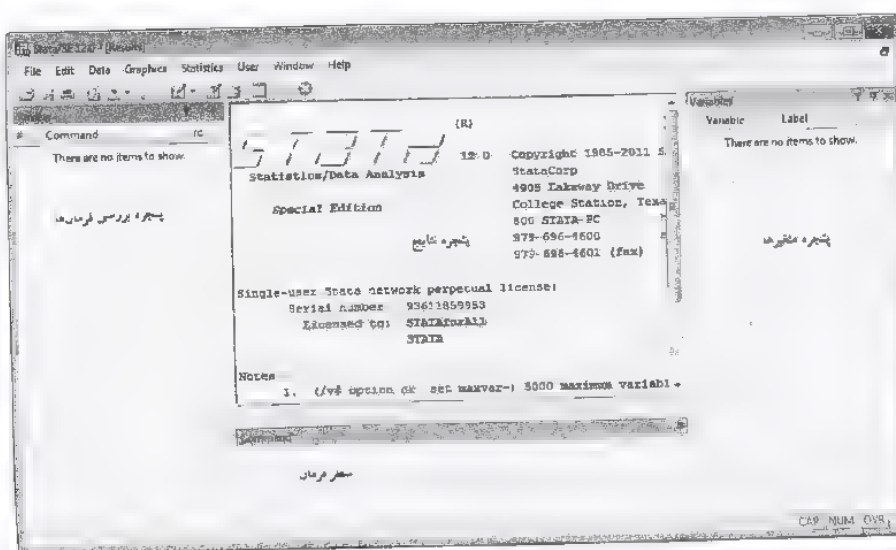 Stata/SE 12.0 - [Results]
File Edit Data Graphics Statistics User Window Help
# Command rc
There are no items to show.
پنجره بررسی فرمان‌ها
(R)
12.0 Copyright 1985-2011 S
Statistics/Data Analysis StataCorp
4905 Lakeway Drive
Special Edition College Station, Texa
800 STATA-PC
979-696-4600
979-696-4601 (fax)
پنجره نتایج
Single-user Stata network perpetual license:
Serial number 93611859953
Licensed to: STATAforAll
STATA
Notes
1. (/v# option or set maxvar-) 5000 maximum variabl
Command
سطر فرمان
Variables
Variable Label
There are no items to show.
پنجره متغیرها
CAP NUM OVR